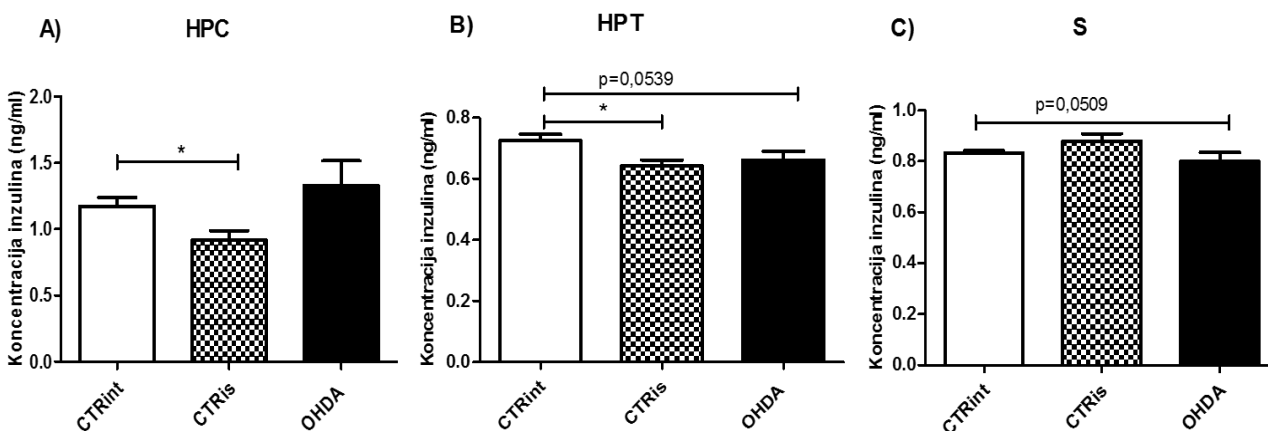 A) HPC
Koncentracija inzulina (ng/ml)
2.0
1.5
1.0
0.5
0.0
*
CTRint
CTRis
OHDA
B) HPT
Koncentracija inzulina (ng/ml)
0.8
0.6
0.4
0.2
0.0
p=0,0539
*
CTRint
CTRis
OHDA
C) S
Koncentracija inzulina (ng/ml)
1.0
0.8
0.6
0.4
0.2
0.0
p=0,0509
CTRint
CTRis
OHDA